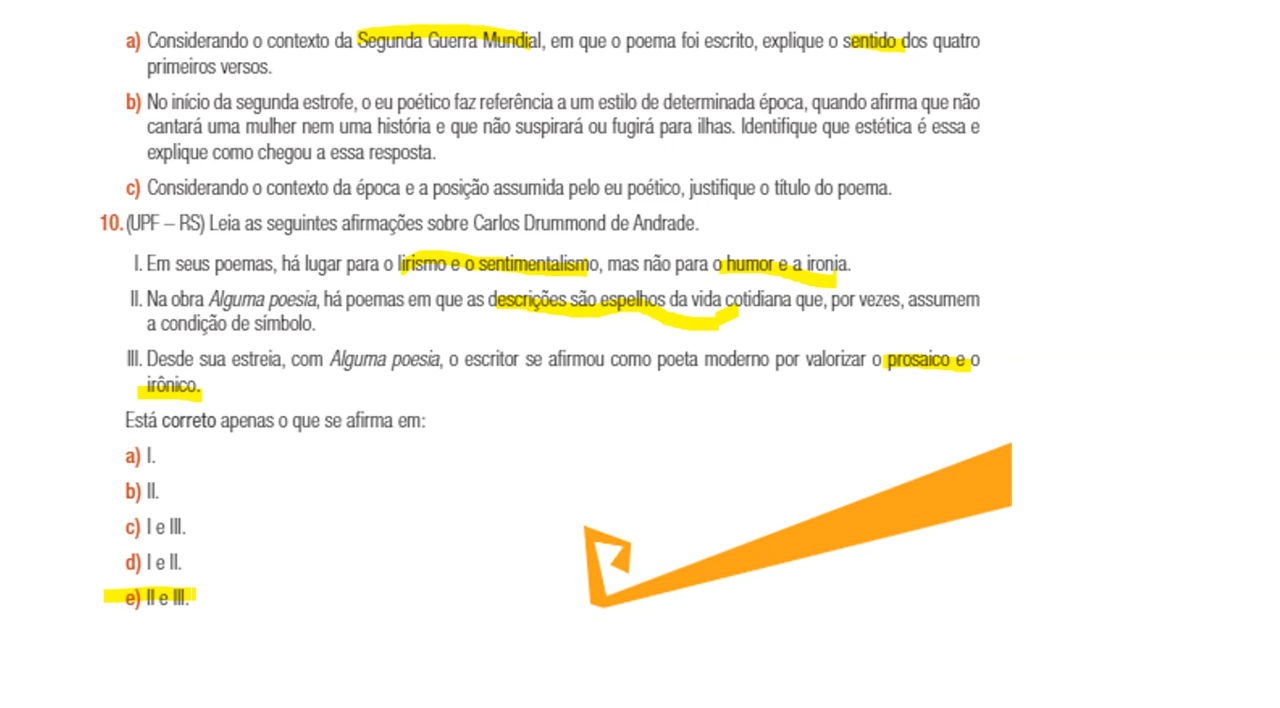 a) Considerando o contexto da Segunda Guerra Mundial, em que o poema foi escrito, explique o sentido dos quatro
primeiros versos.
b) No início da segunda estrofe, o eu poético faz referência a um estilo de determinada época, quando afirma que não
cantará uma mulher nem uma história e que não suspirará ou fugirá para ilhas. Identifique que estética é essa e
explique como chegou a essa resposta.
c) Considerando o contexto da época e a posição assumida pelo eu poético, justifique o título do poema.
10. (UPF – RS) Leia as seguintes afirmações sobre Carlos Drummond de Andrade.
I. Em seus poemas, há lugar para o lirismo e o sentimentalismo, mas não para o humor e a ironia.
II. Na obra Alguma poesia, há poemas em que as descrições são espelhos da vida cotidiana que, por vezes, assumem
a condição de símbolo.
III. Desde sua estreia, com Alguma poesia, o escritor se afirmou como poeta moderno por valorizar o prosaico e o
irônico.
Está correto apenas o que se afirma em:
a) I.
b) II.
c) I e III.
d) I e II.
e) II e III.